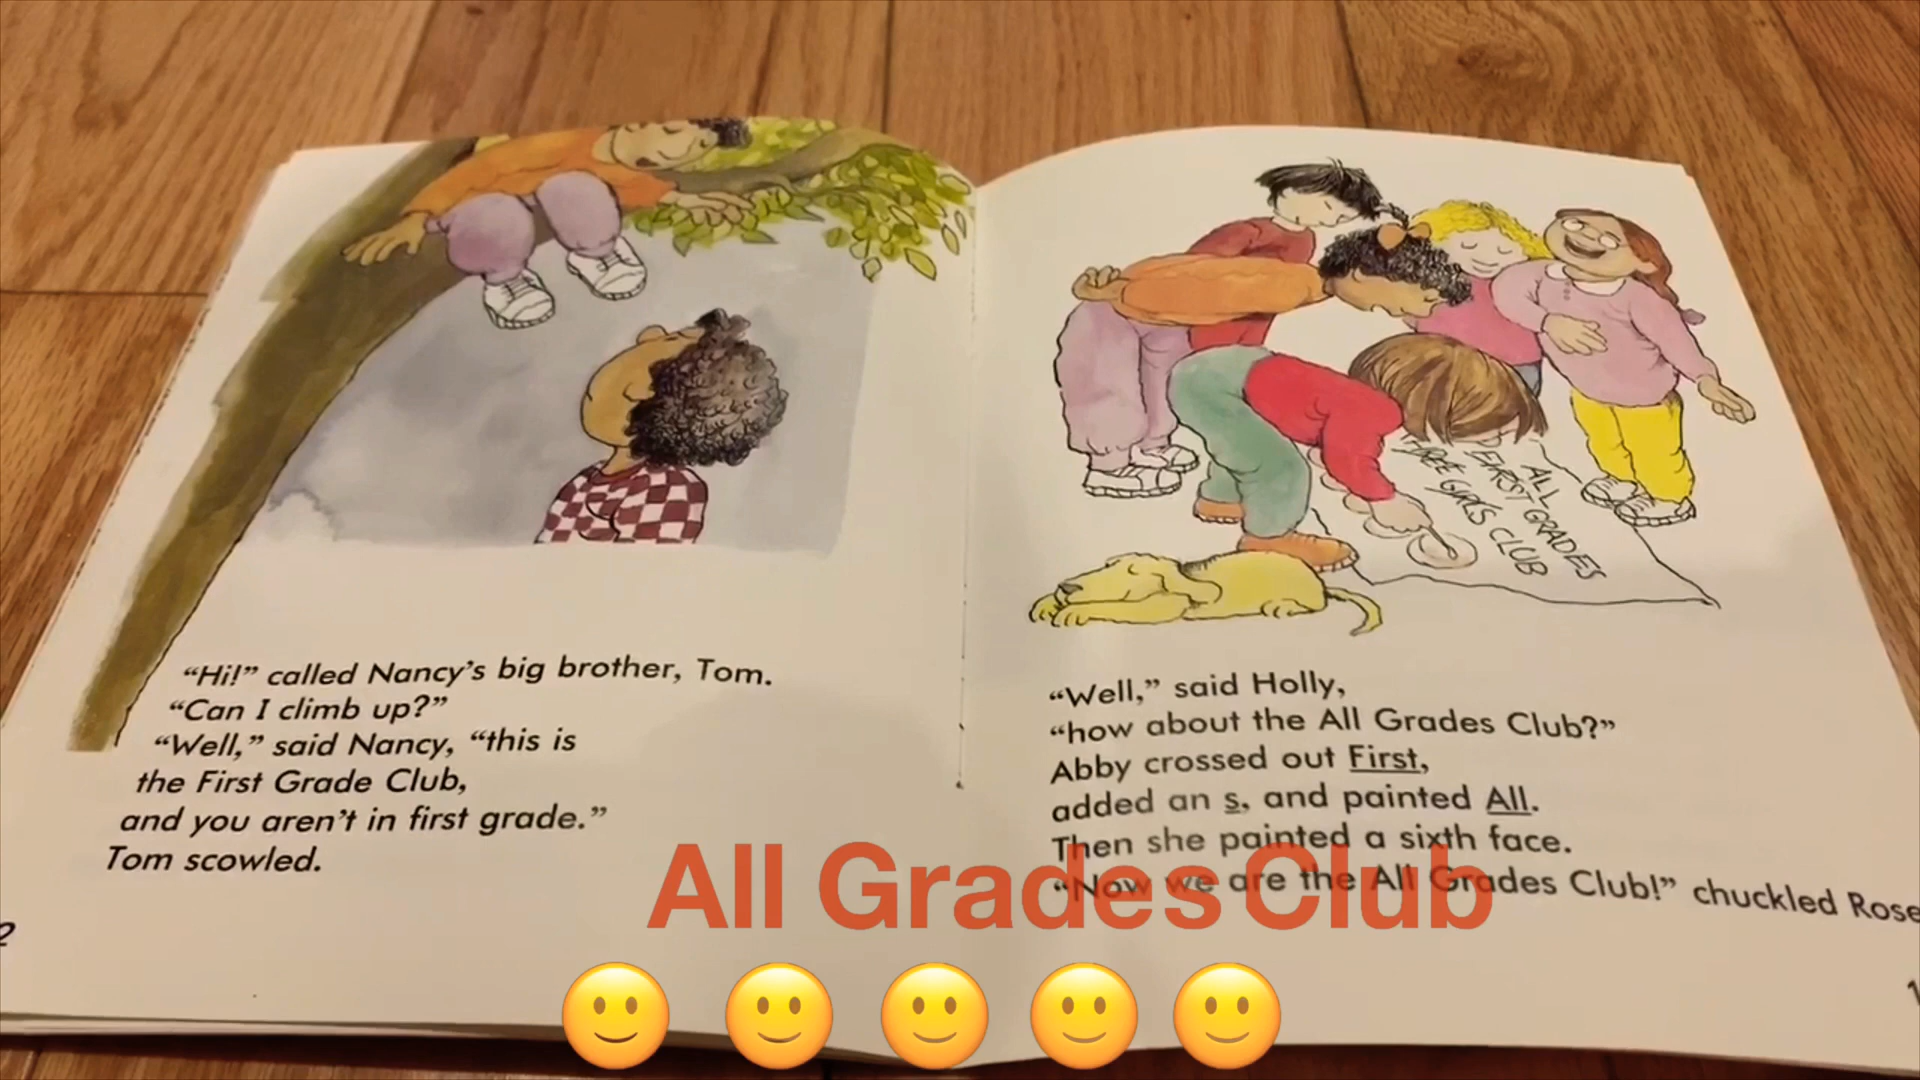 “Hi!” called Nancy’s big brother, Tom.
“Can I climb up?”
“Well,” said Nancy, “this is
the First Grade Club,
and you aren’t in first grade.”
Tom scowled.
2
ALL
FIRST GRADES
GIRLS CLUB
“Well,” said Holly,
“how about the All Grades Club?”
Abby crossed out First,
added an s, and painted All.
Then she painted a sixth face.
“Now we are the All Grades Club!” chuckled Rose
All Grades Club